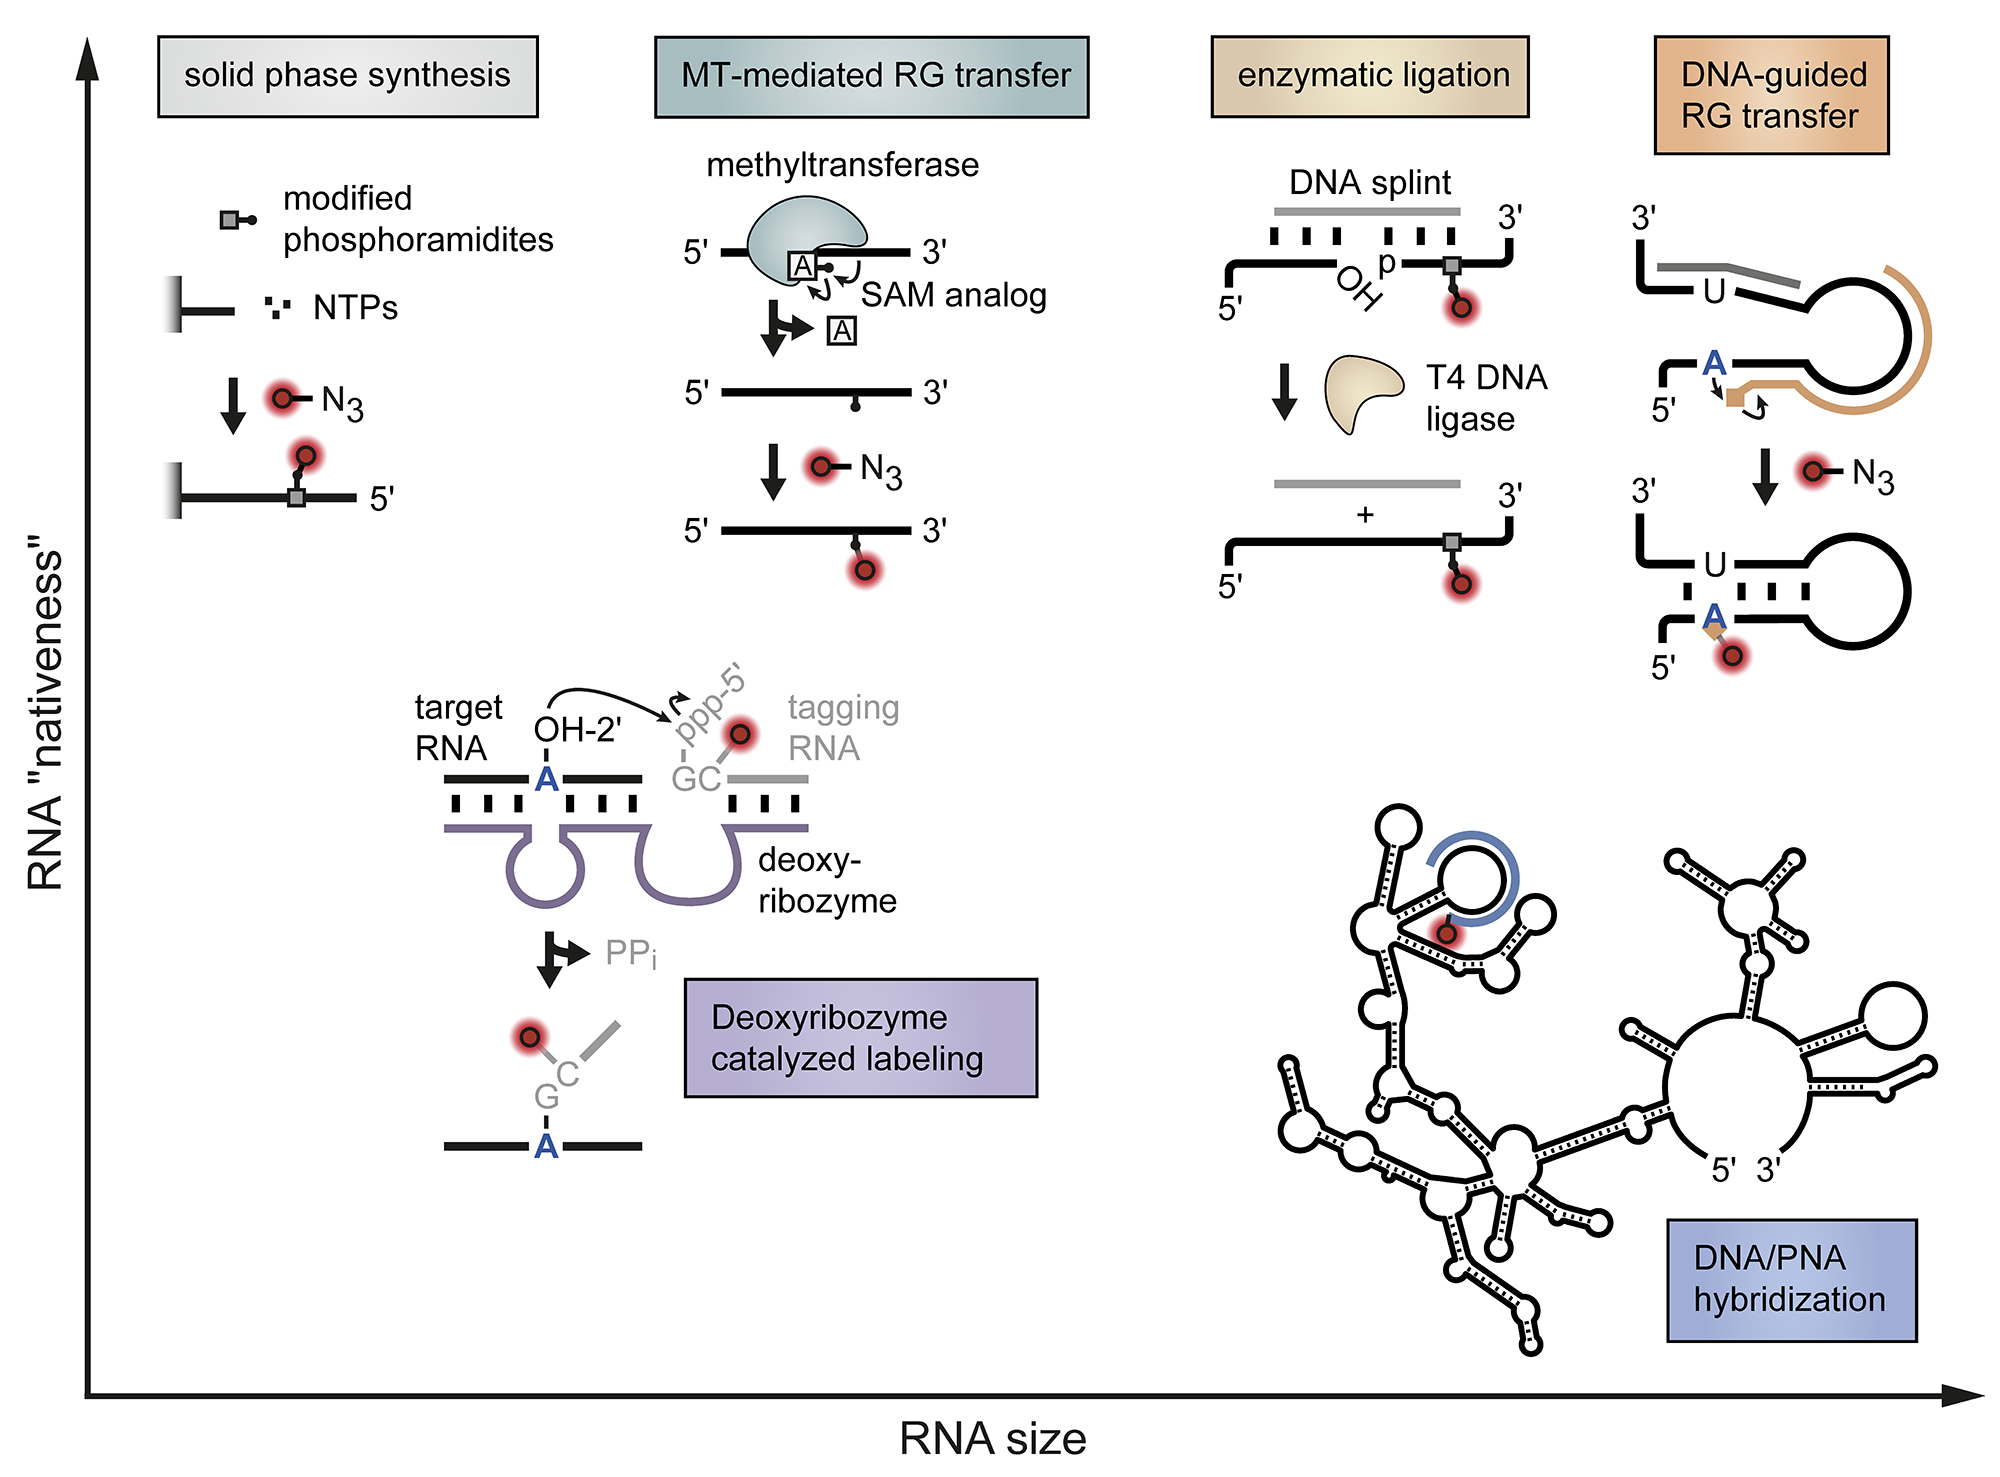 solid phase synthesis
modified
phosphoramidites
NTPs
N3
5'
MT-mediated RG transfer
methyltransferase
5' 3'
A
SAM analog
A
5' 3'
N3
5' 3'
enzymatic ligation
DNA splint
3'
p
OH
5'
T4 DNA
ligase
+
3'
5'
DNA-guided
RG transfer
3'
U
A
5'
N3
3'
U
A
5'
RNA "nativeness"
target
RNA
OH-2'
ppp-5'
tagging
RNA
A
GC
deoxy-
ribozyme
PPi
C
G
A
Deoxyribozyme
catalyzed labeling
5' 3'
DNA/PNA
hybridization
RNA size